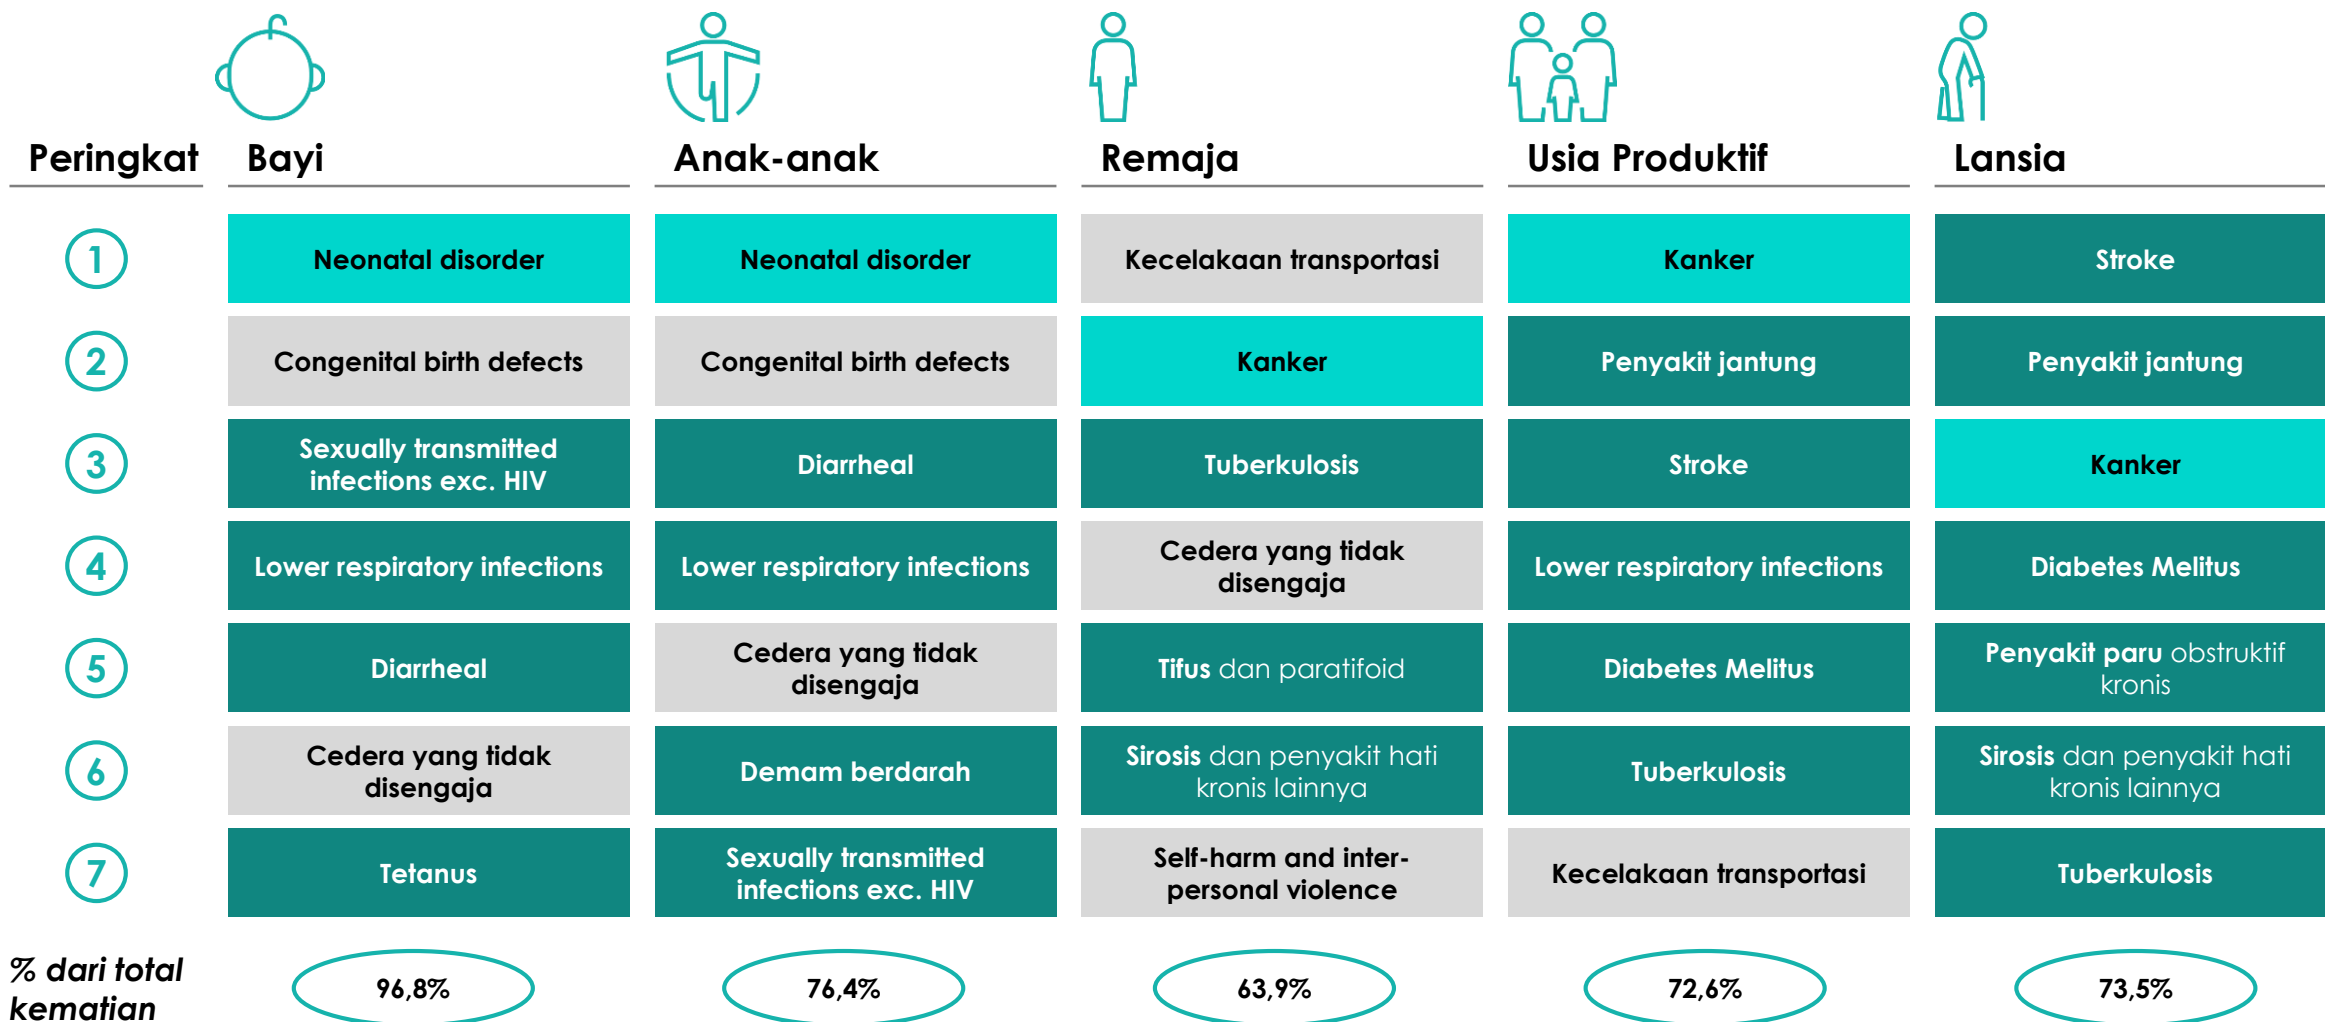 Peringkat Bayi Anak-anak Remaja Usia Produktif Lansia
1 Neonatal disorder Neonatal disorder Kecelakaan transportasi Kanker Stroke
2 Congenital birth defects Congenital birth defects Kanker Penyakit jantung Penyakit jantung
3 Sexually transmitted
infections exc. HIV Diarrheal Tuberkulosis Stroke Kanker
4 Lower respiratory infections Lower respiratory infections Cedera yang tidak
disengaja Lower respiratory infections Diabetes Melitus
5 Diarrheal Cedera yang tidak
disengaja Tifus dan paratifoid Diabetes Melitus Penyakit paru obstruktif
kronis
6 Cedera yang tidak
disengaja Demam berdarah Sirosis dan penyakit hati
kronis lainnya Tuberkulosis Sirosis dan penyakit hati
kronis lainnya
7 Tetanus Sexually transmitted
infections exc. HIV Self-harm and inter-
personal violence Kecelakaan transportasi Tuberkulosis
% dari total
kematian 96,8% 76,4% 63,9% 72,6% 73,5%